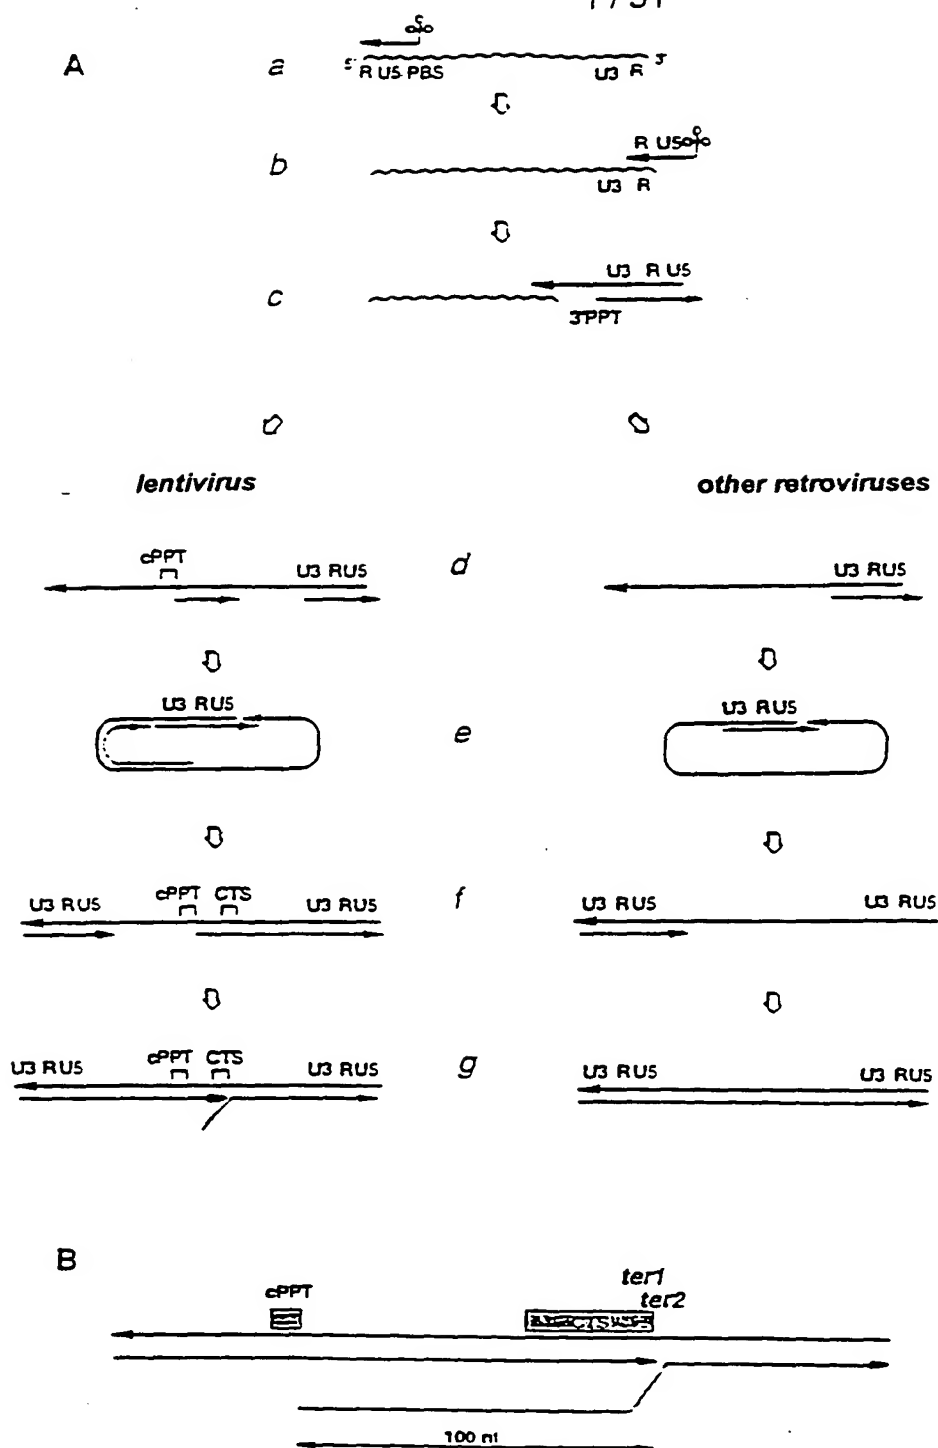 A
a
5'
3'
R U5 PBS
U3 R
b
R U5
U3 R
c
U3 R U5
3'PPT
lentivirus
other retroviruses
cPPT
U3 RU5
d
U3 RU5
U3 RU5
e
U3 RU5
U3 RU5
cPPT CTS
U3 RU5
f
U3 RU5
U3 RU5
U3 RU5
cPPT CTS
U3 RU5
g
U3 RU5
U3 RU5
B
cPPT
ter1
ter2
CTS
100 nt